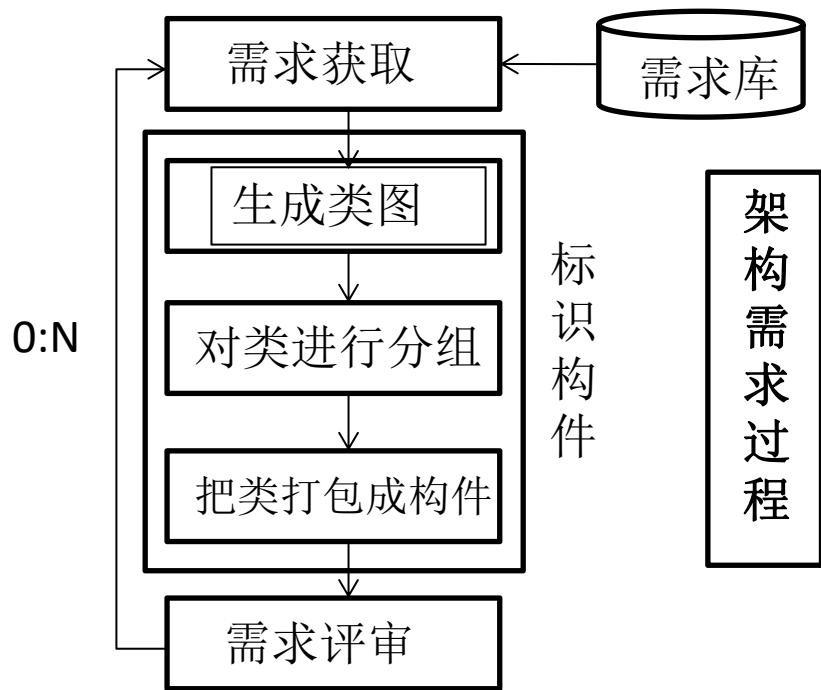 需求获取
需求库
生成类图
对类进行分组
把类打包成构件
需求评审
0:N
标识构件
架构需求过程